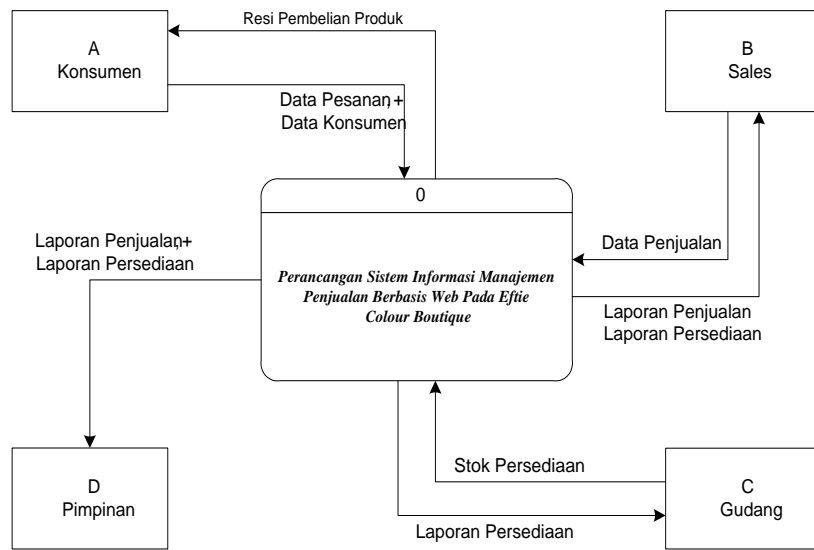 Resi Pembelian Produk
A
Konsumen
B
Sales
Data Pesanan,+
Data Konsumen
0
Perancangan Sistem Informasi Manajemen
Penjualan Berbasis Web Pada Eftie
Colour Boutique
Laporan Penjualan,+
Laporan Persediaan
Data Penjualan
Laporan Penjualan
Laporan Persediaan
Stok Persediaan
D
Pimpinan
C
Gudang
Laporan Persediaan